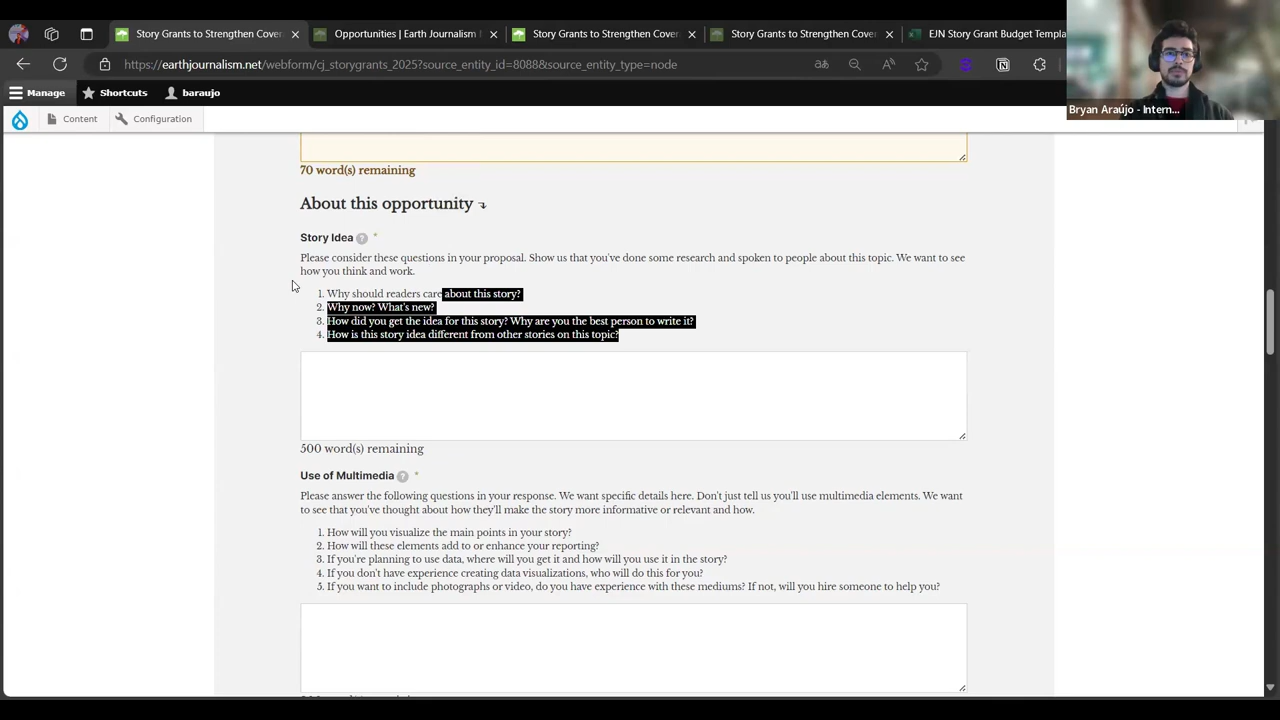 Story Grants to Strengthen Cover
Opportunities | Earth Journalism
Story Grants to Strengthen Cover
Story Grants to Strengthen Cover
EJN Story Grant Budget Templa
https://earthjournalism.net/webform/cj_storygrants_2025?source_entity_id=8088&source_entity_type=node
Manage
Shortcuts
baraujo
Bryan Araújo - Intern...
Content
Configuration
70 word(s) remaining
About this opportunity
Story Idea ? *
Please consider these questions in your proposal. Show us that you've done some research and spoken to people about this topic. We want to see
how you think and work.
1. Why should readers care about this story?
2. Why now? What's new?
3. How did you get the idea for this story? Why are you the best person to write it?
4. How is this story idea different from other stories on this topic?
500 word(s) remaining
Use of Multimedia ? *
Please answer the following questions in your response. We want specific details here. Don't just tell us you'll use multimedia elements. We want
to see that you've thought about how they'll make the story more informative or relevant and how.
1. How will you visualize the main points in your story?
2. How will these elements add to or enhance your reporting?
3. If you're planning to use data, where will you get it and how will you use it in the story?
4. If you don't have experience creating data visualizations, who will do this for you?
5. If you want to include photographs or video, do you have experience with these mediums? If not, will you hire someone to help you?